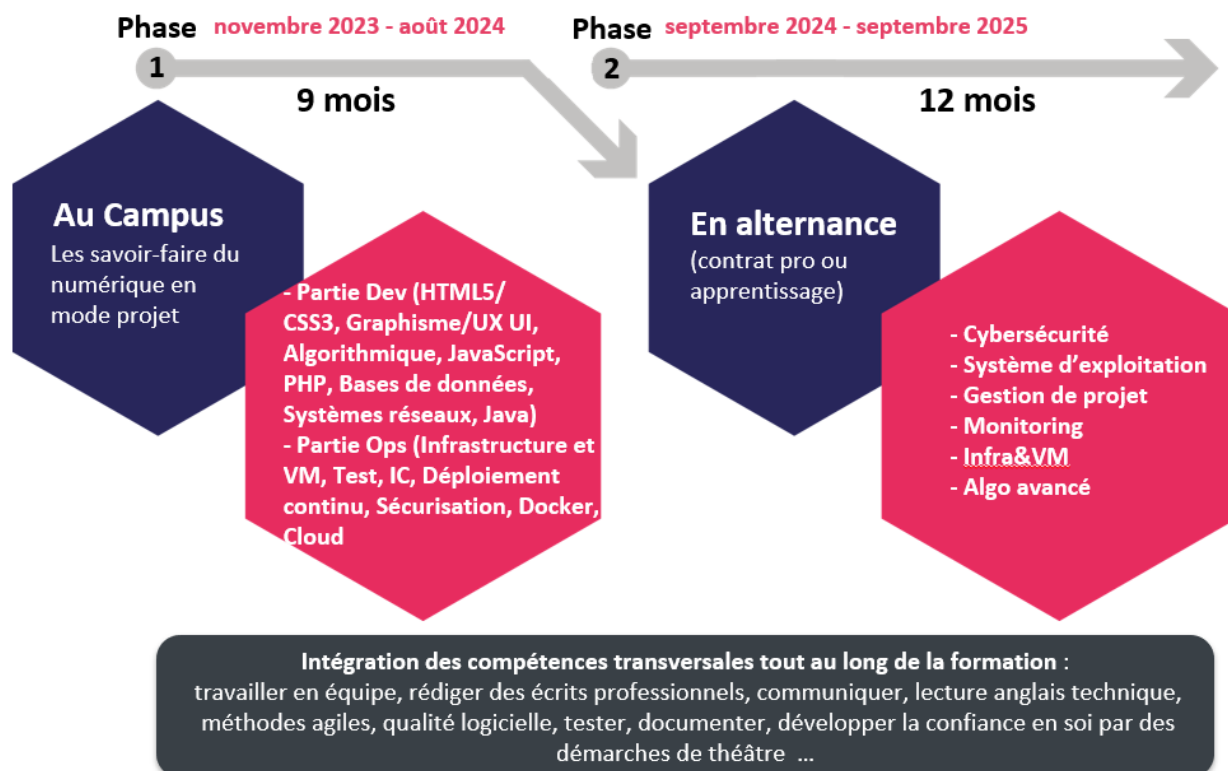 Phase novembre 2023 - août 2024
1
9 mois
Phase septembre 2024 - septembre 2025
2
12 mois
Au Campus
Les savoir-faire du
numérique en
mode projet
- Partie Dev (HTML5/
CSS3, Graphisme/UX UI,
Algorithmique, JavaScript,
PHP, Bases de données,
Systèmes réseaux, Java)
- Partie Ops (Infrastructure et
VM, Test, IC, Déploiement
continu, Sécurisation, Docker,
Cloud
En alternance
(contrat pro ou
apprentissage)
- Cybersécurité
- Système d’exploitation
- Gestion de projet
- Monitoring
- Infra&VM
- Algo avancé
Intégration des compétences transversales tout au long de la formation :
travailler en équipe, rédiger des écrits professionnels, communiquer, lecture anglais technique,
méthodes agiles, qualité logicielle, tester, documenter, développer la confiance en soi par des
démarches de théâtre ...